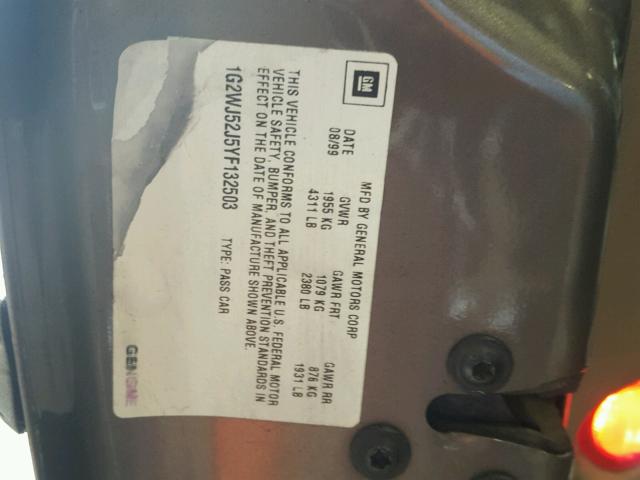 GM
MFD BY GENERAL MOTORS CORP
DATE GVWR GAWR FRT GAWR RR
08/99 1955 KG 1079 KG 876 KG
4311 LB 2380 LB 1931 LB
THIS VEHICLE CONFORMS TO ALL APPLICABLE U.S. FEDERAL MOTOR
VEHICLE SAFETY, BUMPER, AND THEFT PREVENTION STANDARDS IN
EFFECT ON THE DATE OF MANUFACTURE SHOWN ABOVE.
1G2WJ52J5YF132503 TYPE: PASS CAR